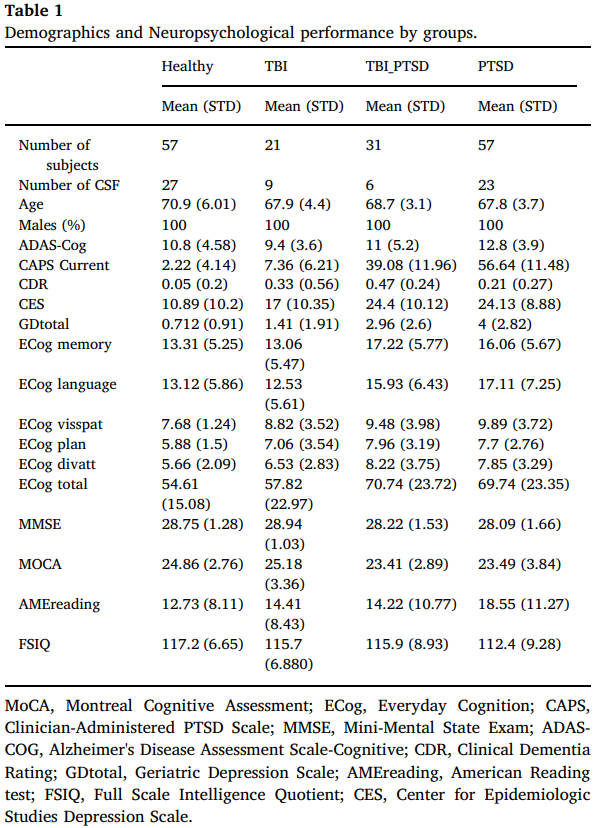 Table 1
Demographics and Neuropsychological performance by groups.
Healthy TBI TBI_PTSD PTSD
Mean (STD) Mean (STD) Mean (STD) Mean (STD)
Number of 57 21 31 57
subjects
Number of CSF 27 9 6 23
Age 70.9 (6.01) 67.9 (4.4) 68.7 (3.1) 67.8 (3.7)
Males (%) 100 100 100 100
ADAS-Cog 10.8 (4.58) 9.4 (3.6) 11 (5.2) 12.8 (3.9)
CAPS Current 2.22 (4.14) 7.36 (6.21) 39.08 (11.96) 56.64 (11.48)
CDR 0.05 (0.2) 0.33 (0.56) 0.47 (0.24) 0.21 (0.27)
CES 10.89 (10.2) 17 (10.35) 24.4 (10.12) 24.13 (8.88)
GDtotal 0.712 (0.91) 1.41 (1.91) 2.96 (2.6) 4 (2.82)
ECog memory 13.31 (5.25) 13.06 17.22 (5.77) 16.06 (5.67)
(5.47)
ECog language 13.12 (5.86) 12.53 15.93 (6.43) 17.11 (7.25)
(5.61)
ECog visspat 7.68 (1.24) 8.82 (3.52) 9.48 (3.98) 9.89 (3.72)
ECog plan 5.88 (1.5) 7.06 (3.54) 7.96 (3.19) 7.7 (2.76)
ECog divatt 5.66 (2.09) 6.53 (2.83) 8.22 (3.75) 7.85 (3.29)
ECog total 54.61 57.82 70.74 (23.72) 69.74 (23.35)
(15.08) (22.97)
MMSE 28.75 (1.28) 28.94 28.22 (1.53) 28.09 (1.66)
(1.03)
MOCA 24.86 (2.76) 25.18 23.41 (2.89) 23.49 (3.84)
(3.36)
AMEreading 12.73 (8.11) 14.41 14.22 (10.77) 18.55 (11.27)
(8.43)
FSIQ 117.2 (6.65) 115.7 115.9 (8.93) 112.4 (9.28)
(6.880)
MoCA, Montreal Cognitive Assessment; ECog, Everyday Cognition; CAPS,
Clinician-Administered PTSD Scale; MMSE, Mini-Mental State Exam; ADAS-
COG, Alzheimer's Disease Assessment Scale-Cognitive; CDR, Clinical Dementia
Rating; GDtotal, Geriatric Depression Scale; AMEreading, American Reading
test; FSIQ, Full Scale Intelligence Quotient; CES, Center for Epidemiologic
Studies Depression Scale.